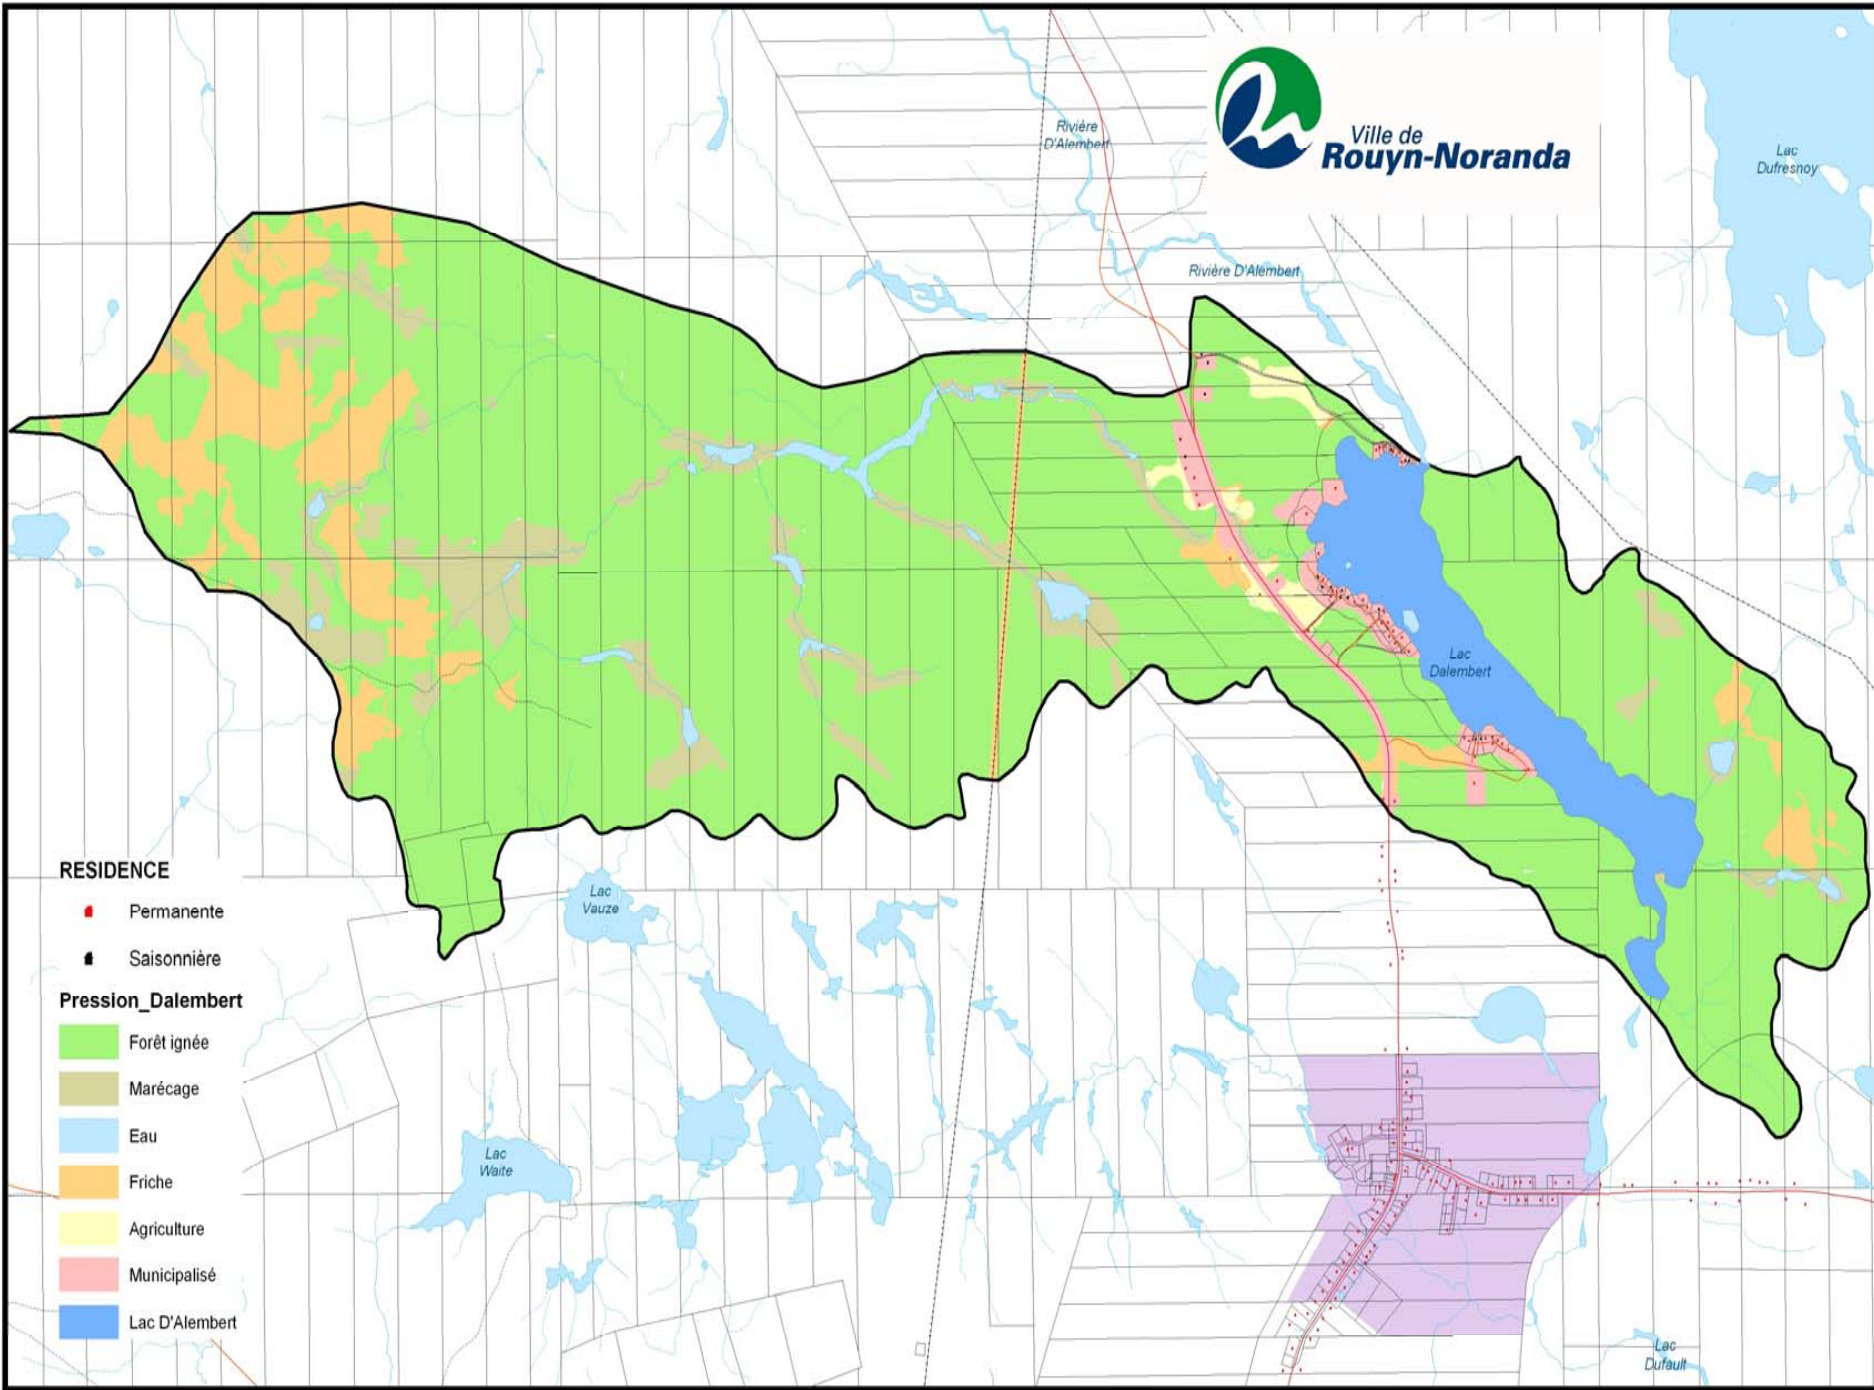 Ville de
Rouyn-Noranda
Rivière
D'Alembert
Lac
Dufresnoy
Rivière D'Alembert
Lac
Dalembert
RESIDENCE
Permanente
Saisonnière
Pression_Dalembert
Forêt ignée
Marécage
Eau
Friche
Agriculture
Municipalisé
Lac D'Alembert
Lac
Vauze
Lac
Waite
Lac
Dufault